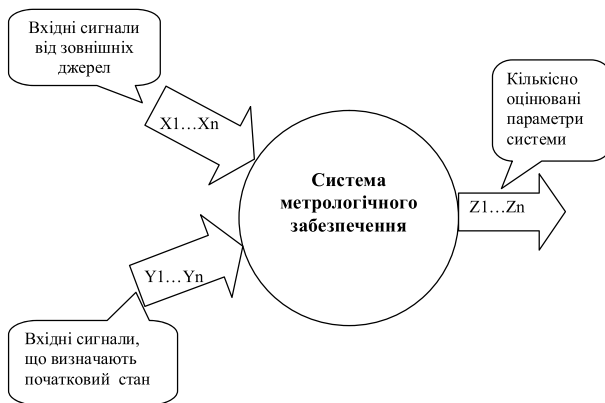 Вхідні сигнали
від зовнішніх
джерел
X1…Xn
Кількісно
оцінювані
параметри
системи
Система
метрологічного
забезпечення
Z1…Zn
Y1…Yn
Вхідні сигнали,
що визначають
початковий стан